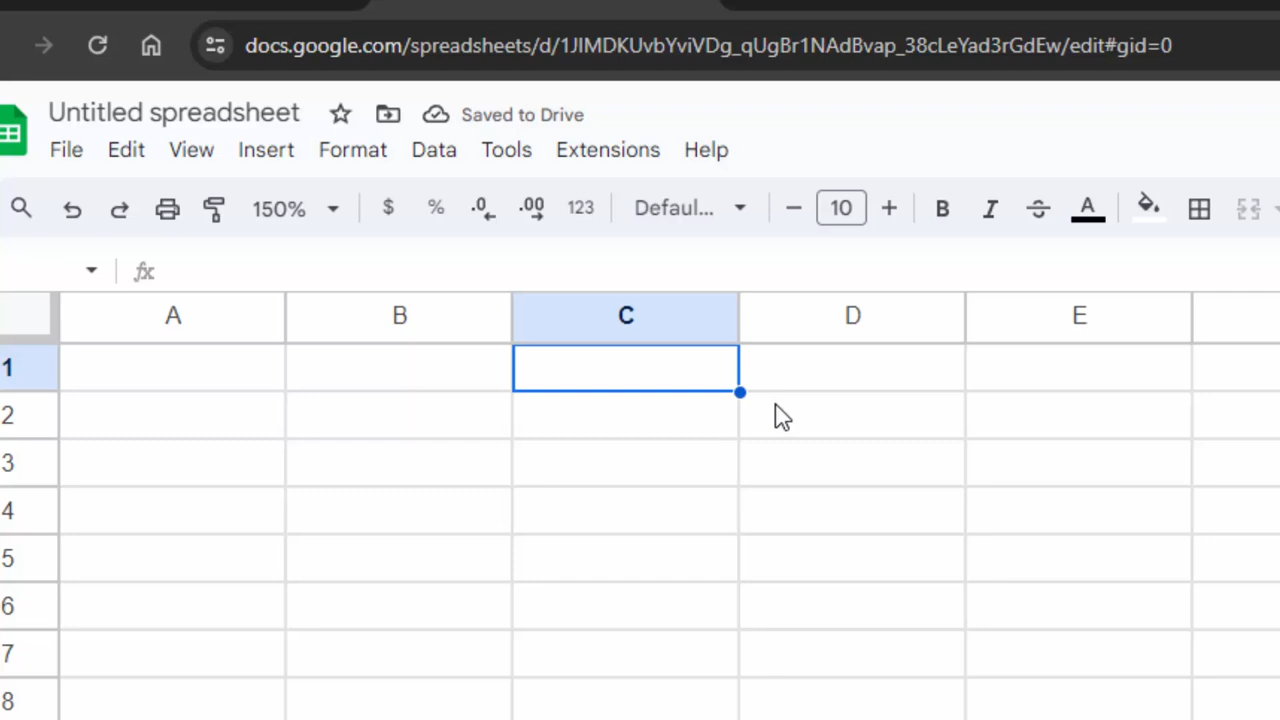 docs.google.com/spreadsheets/d/1JIMDKUvbYviVDg_qUgBr1NAdBvap_38cLeYad3rGdEw/edit#gid=0
Untitled spreadsheet Saved to Drive
File Edit View Insert Format Data Tools Extensions Help
150% $ % .0 .00 123 Defaul... 10 B I S A
fx
A B C D E
1
2
3
4
5
6
7
8